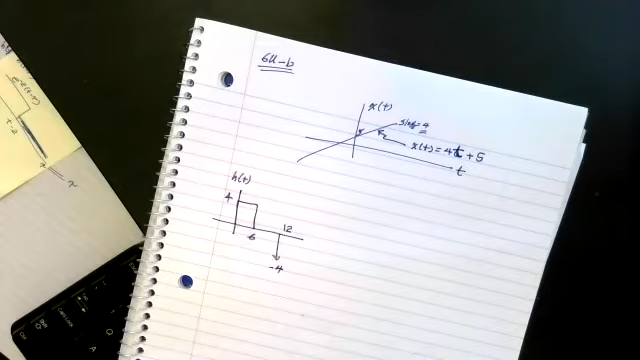 6U-b
x(t)
slope=4
5
x(t) = 4t + 5
t
h(t)
4
6
12
-4